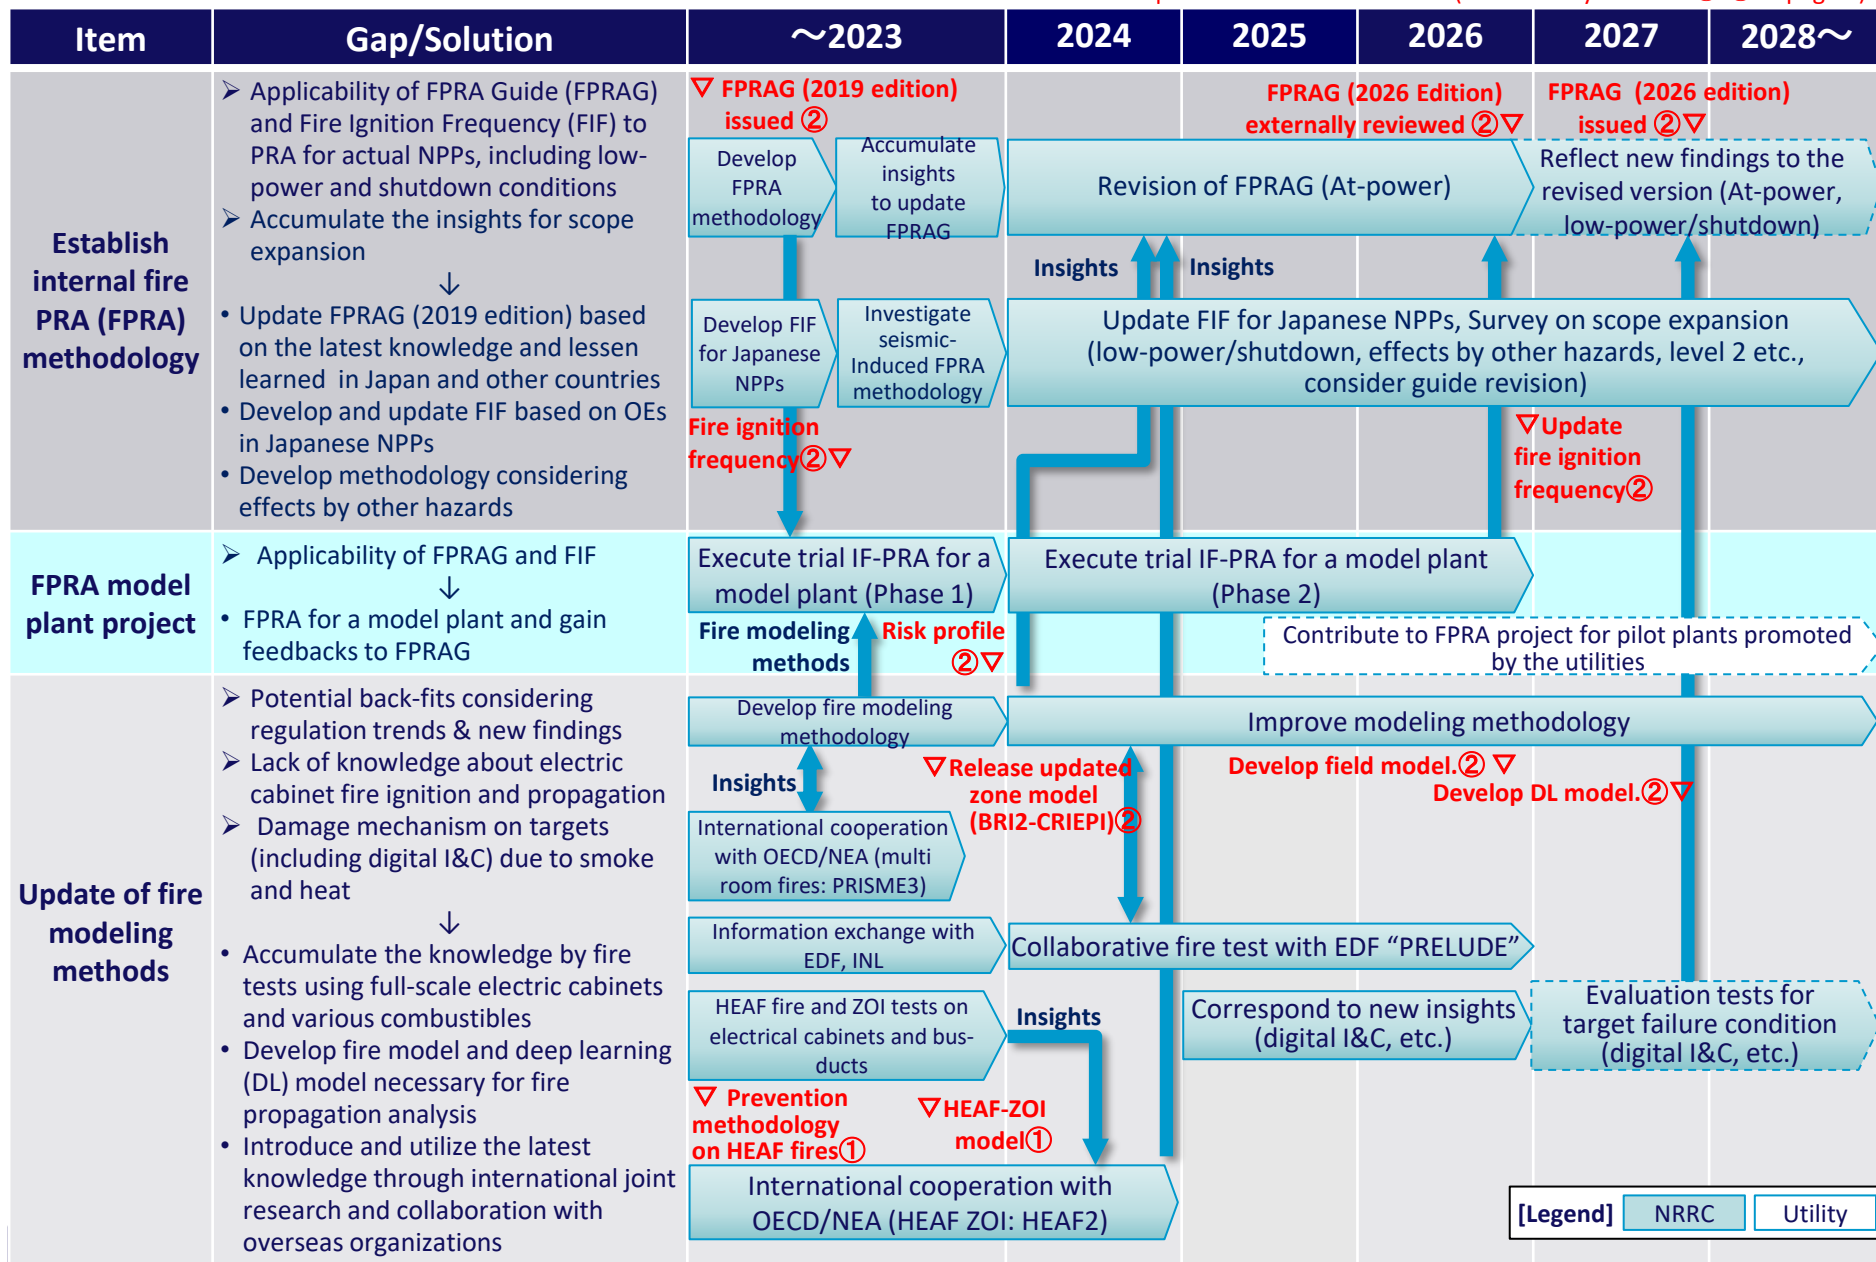 Item
Gap/Solution
～2023
2024
2025
2026
2027
2028～
Establish
internal fire
PRA (FPRA)
methodology
➢ Applicability of FPRA Guide (FPRAG)
and Fire Ignition Frequency (FIF) to
PRA for actual NPPs, including low-
power and shutdown conditions
➢ Accumulate the insights for scope
expansion
↓
• Update FPRAG (2019 edition) based
on the latest knowledge and lessen
learned in Japan and other countries
• Develop and update FIF based on OEs
in Japanese NPPs
• Develop methodology considering
effects by other hazards
▽ FPRAG (2019 edition)
issued ②
FPRAG (2026 Edition)
externally reviewed ②▽
FPRAG (2026 edition)
issued ②▽
Develop
FPRA
methodology
Accumulate
insights
to update
FPRAG
Revision of FPRAG (At-power)
Reflect new findings to the
revised version (At-power,
low-power/shutdown)
Insights
Insights
Develop FIF
for Japanese
NPPs
Investigate
seismic-
Induced FPRA
methodology
Update FIF for Japanese NPPs, Survey on scope expansion
(low-power/shutdown, effects by other hazards, level 2 etc.,
consider guide revision)
Fire ignition
frequency②▽
▽Update
fire ignition
frequency②
FPRA model
plant project
➢ Applicability of FPRAG and FIF
↓
• FPRA for a model plant and gain
feedbacks to FPRAG
Execute trial IF-PRA for a
model plant (Phase 1)
Execute trial IF-PRA for a model plant
(Phase 2)
Fire modeling
methods
Risk profile
②▽
Contribute to FPRA project for pilot plants promoted
by the utilities
Update of fire
modeling
methods
➢ Potential back-fits considering
regulation trends & new findings
➢ Lack of knowledge about electric
cabinet fire ignition and propagation
➢ Damage mechanism on targets
(including digital I&C) due to smoke
and heat
↓
• Accumulate the knowledge by fire
tests using full-scale electric cabinets
and various combustibles
• Develop fire model and deep learning
(DL) model necessary for fire
propagation analysis
• Introduce and utilize the latest
knowledge through international joint
research and collaboration with
overseas organizations
Develop fire modeling
methodology
Improve modeling methodology
Insights
▽Release updated
zone model
(BRI2-CRIEPI)②
Develop field model.② ▽
Develop DL model.②▽
International cooperation
with OECD/NEA (multi
room fires: PRISME3)
Information exchange with
EDF, INL
Collaborative fire test with EDF “PRELUDE”
HEAF fire and ZOI tests on
electrical cabinets and bus-
ducts
Insights
Correspond to new insights
(digital I&C, etc.)
Evaluation tests for
target failure condition
(digital I&C, etc.)
▽ Prevention
methodology
on HEAF fires①
▽HEAF-ZOI
model①
International cooperation with
OECD/NEA (HEAF ZOI: HEAF2)
[Legend]
NRRC
Utility